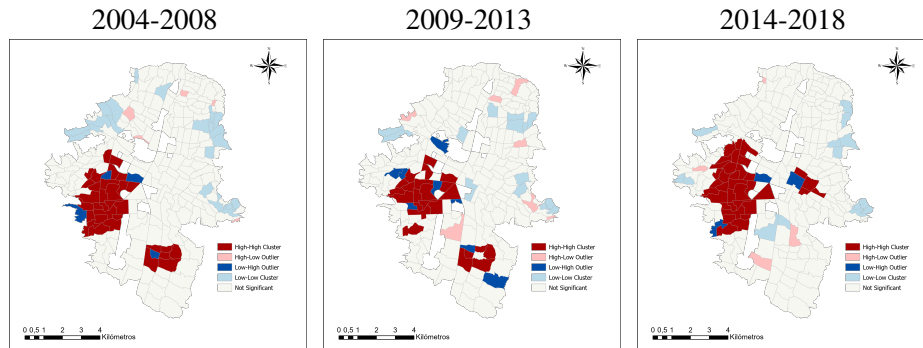 2004-2008
2009-2013
2014-2018
High-High Cluster
High-Low Outlier
Low-High Outlier
Low-Low Cluster
Not Significant
0 0,5 1 2 3 4
Kilómetros
High-High Cluster
High-Low Outlier
Low-High Outlier
Low-Low Cluster
Not Significant
0 0,5 1 2 3 4
Kilómetros
High-High Cluster
High-Low Outlier
Low-High Outlier
Low-Low Cluster
Not Significant
0 0,5 1 2 3 4
Kilómetros